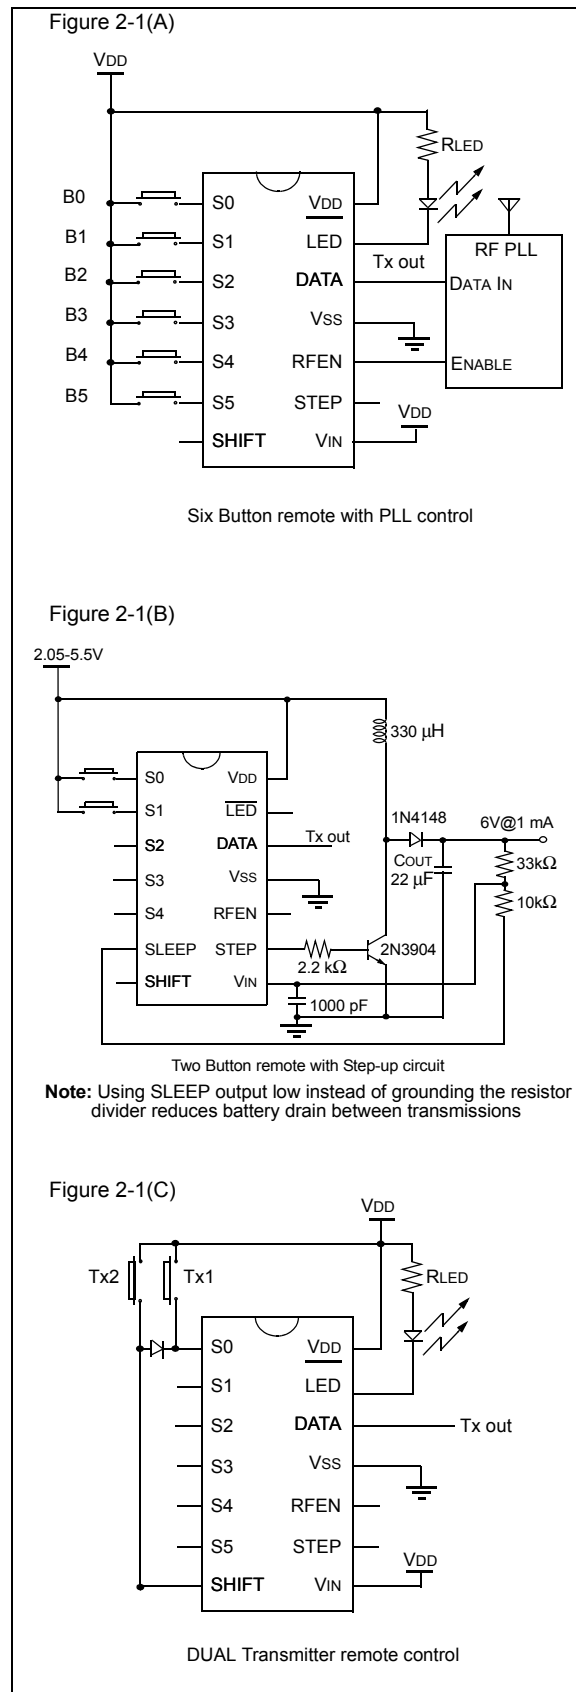 Figure 2-1(A)
VDD
RLED
B0
S0
VDD
B1
S1
LED
RF PLL
Tx out
B2
S2
DATA
DATA IN
B3
S3
VSS
B4
S4
RFEN
ENABLE
B5
S5
STEP
VDD
SHIFT
VIN
Six Button remote with PLL control
Figure 2-1(B)
2.05-5.5V
330 µH
S0
VDD
S1
LED
1N4148
6V@1 mA
S2
DATA
Tx out
COUT
22 µF
33kΩ
S3
VSS
10kΩ
S4
RFEN
SLEEP
STEP
2N3904
2.2 kΩ
SHIFT
VIN
1000 pF
Two Button remote with Step-up circuit
Note: Using SLEEP output low instead of grounding the resistor
divider reduces battery drain between transmissions
Figure 2-1(C)
VDD
Tx2
Tx1
RLED
S0
VDD
S1
LED
S2
DATA
Tx out
S3
VSS
S4
RFEN
S5
STEP
VDD
SHIFT
VIN
DUAL Transmitter remote control